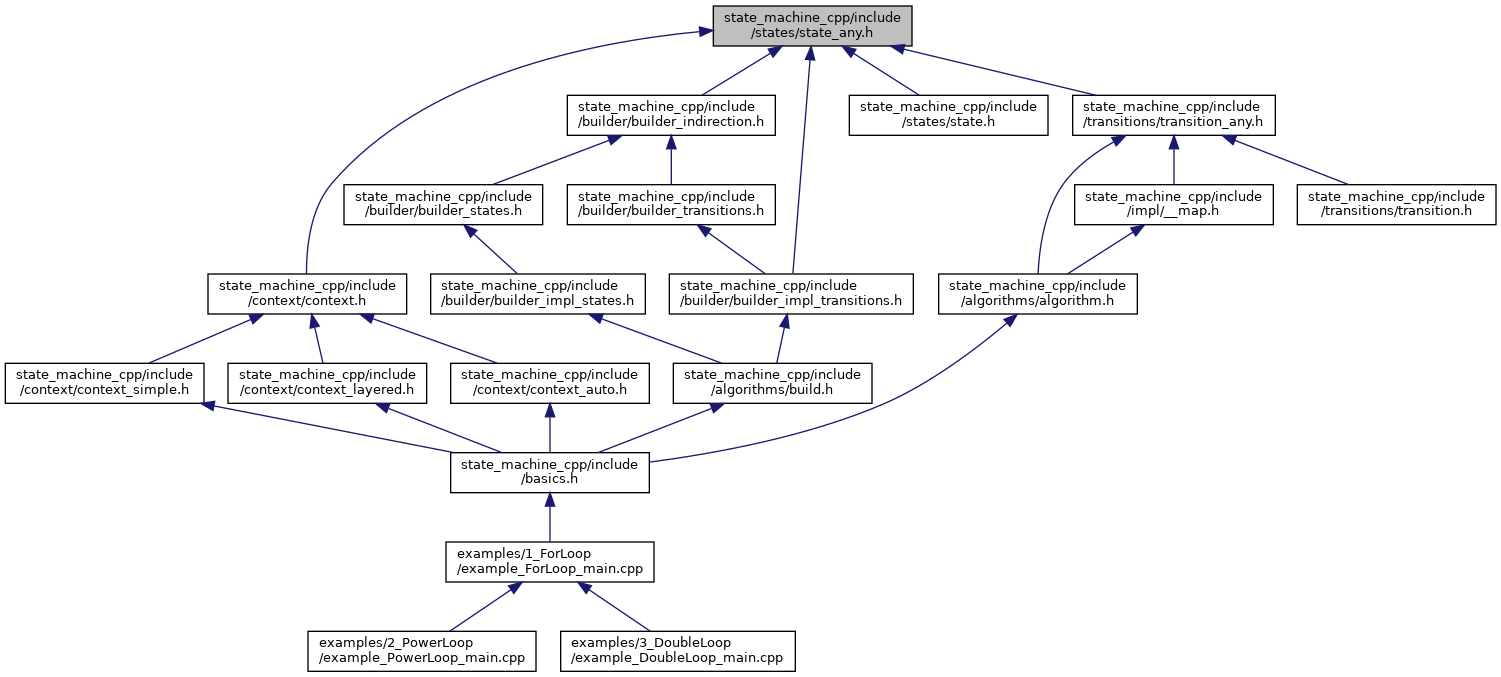 state_machine_cpp/include
/states/state_any.h
state_machine_cpp/include
/builder/builder_indirection.h
state_machine_cpp/include
/states/state.h
state_machine_cpp/include
/transitions/transition_any.h
state_machine_cpp/include
/builder/builder_states.h
state_machine_cpp/include
/builder/builder_transitions.h
state_machine_cpp/include
/impl/__map.h
state_machine_cpp/include
/transitions/transition.h
state_machine_cpp/include
/context/context.h
state_machine_cpp/include
/builder/builder_impl_states.h
state_machine_cpp/include
/builder/builder_impl_transitions.h
state_machine_cpp/include
/algorithms/algorithm.h
state_machine_cpp/include
/context/context_simple.h
state_machine_cpp/include
/context/context_layered.h
state_machine_cpp/include
/context/context_auto.h
state_machine_cpp/include
/algorithms/build.h
state_machine_cpp/include
/basics.h
examples/1_ForLoop
/example_ForLoop_main.cpp
examples/2_PowerLoop
/example_PowerLoop_main.cpp
examples/3_DoubleLoop
/example_DoubleLoop_main.cpp